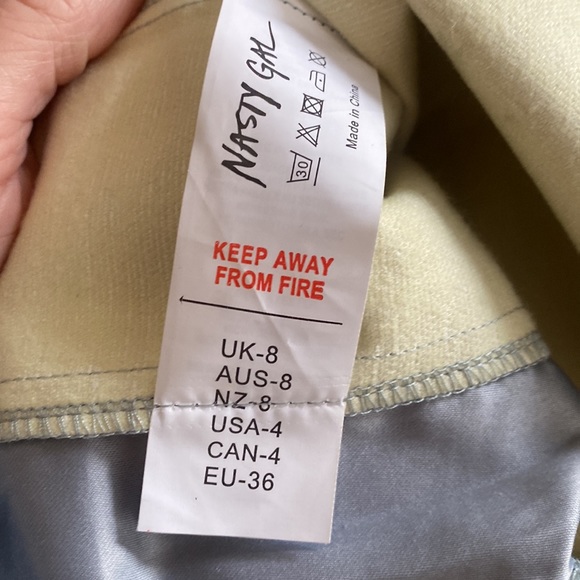 NASTY GAL
30
Made in China
KEEP AWAY
FROM FIRE
UK-8
AUS-8
NZ-8
USA-4
CAN-4
EU-36